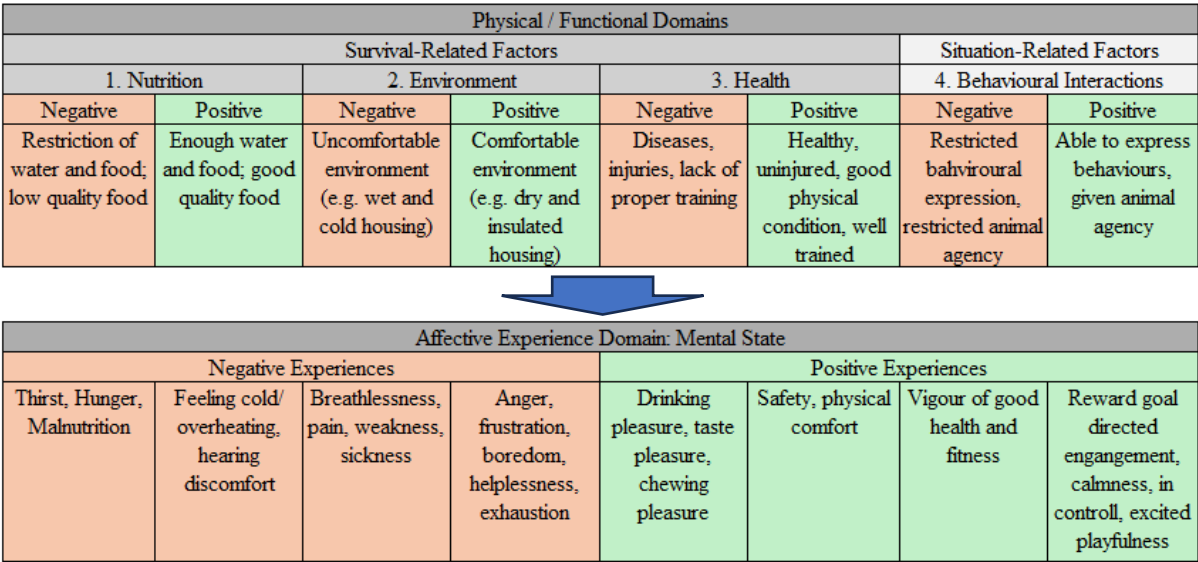 Physical / Functional Domains
Survival-Related Factors
Situation-Related Factors
1. Nutrition
2. Environment
3. Health
4. Behavioural Interactions
Negative
Positive
Negative
Positive
Negative
Positive
Negative
Positive
Restriction of
water and food;
low quality food
Enough water
and food; good
quality food
Uncomfortable
environment
(e.g. wet and
cold housing)
Comfortable
environment
(e.g. dry and
insulated
housing)
Diseases,
injuries, lack of
proper training
Healthy,
uninjured, good
physical
condition, well
trained
Restricted
bahviroural
expression,
restricted animal
agency
Able to express
behaviours,
given animal
agency
Affective Experience Domain: Mental State
Negative Experiences
Positive Experiences
Thirst, Hunger,
Malnutrition
Feeling cold/
overheating,
hearing
discomfort
Breathlessness,
pain, weakness,
sickness
Anger,
frustration,
boredom,
helplessness,
exhaustion
Drinking
pleasure, taste
pleasure,
chewing
pleasure
Safety, physical
comfort
Vigour of good
health and
fitness
Reward goal
directed
engangement,
calmness, in
controll, excited
playfulness